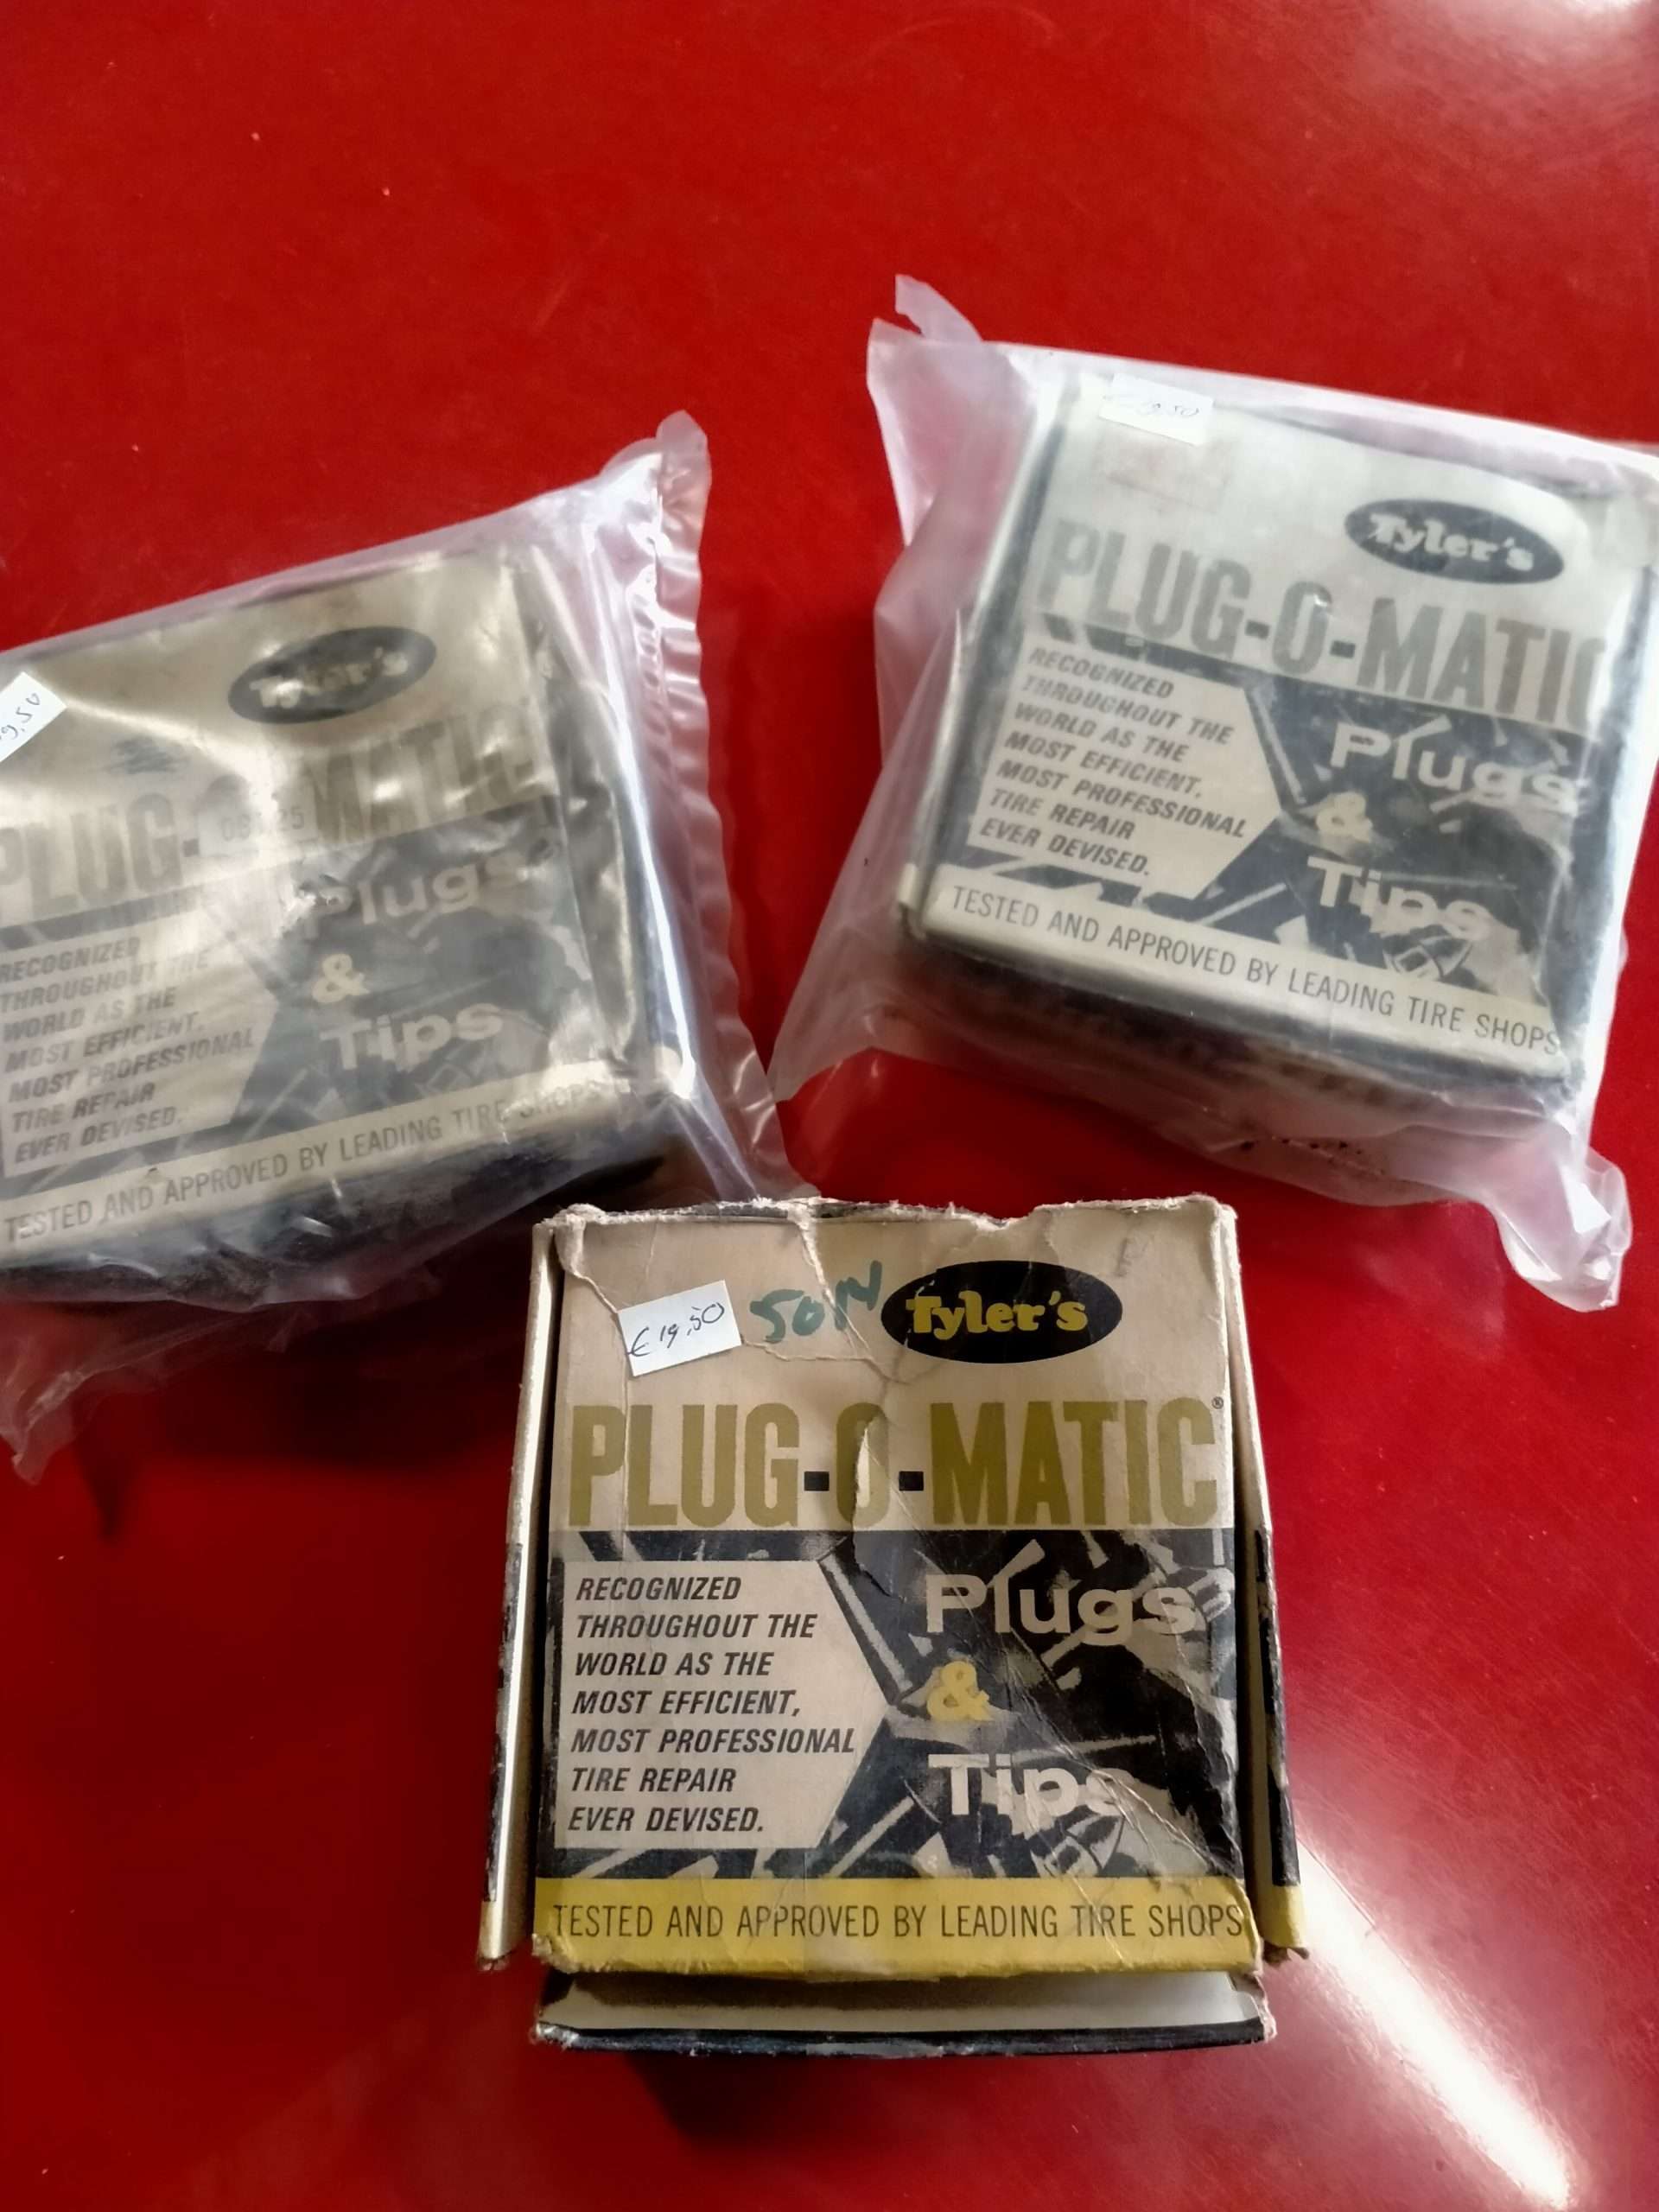 Tyler's
PLUG-O-MATIC
RECOGNIZED
THROUGHOUT THE
WORLD AS THE
MOST EFFICIENT,
MOST PROFESSIONAL
TIRE REPAIR
EVER DEVISED.
Plugs
&
Tips
TESTED AND APPROVED BY LEADING TIRE SHOPS
Tyler's
PLUG-O-MATIC
RECOGNIZED
THROUGHOUT THE
WORLD AS THE
MOST EFFICIENT,
MOST PROFESSIONAL
TIRE REPAIR
EVER DEVISED.
Plugs
&
Tips
TESTED AND APPROVED BY LEADING TIRE SHOPS
€19,50
Tyler's
PLUG-O-MATIC®
RECOGNIZED
THROUGHOUT THE
WORLD AS THE
MOST EFFICIENT,
MOST PROFESSIONAL
TIRE REPAIR
EVER DEVISED.
Plugs
&
Tips
TESTED AND APPROVED BY LEADING TIRE SHOPS